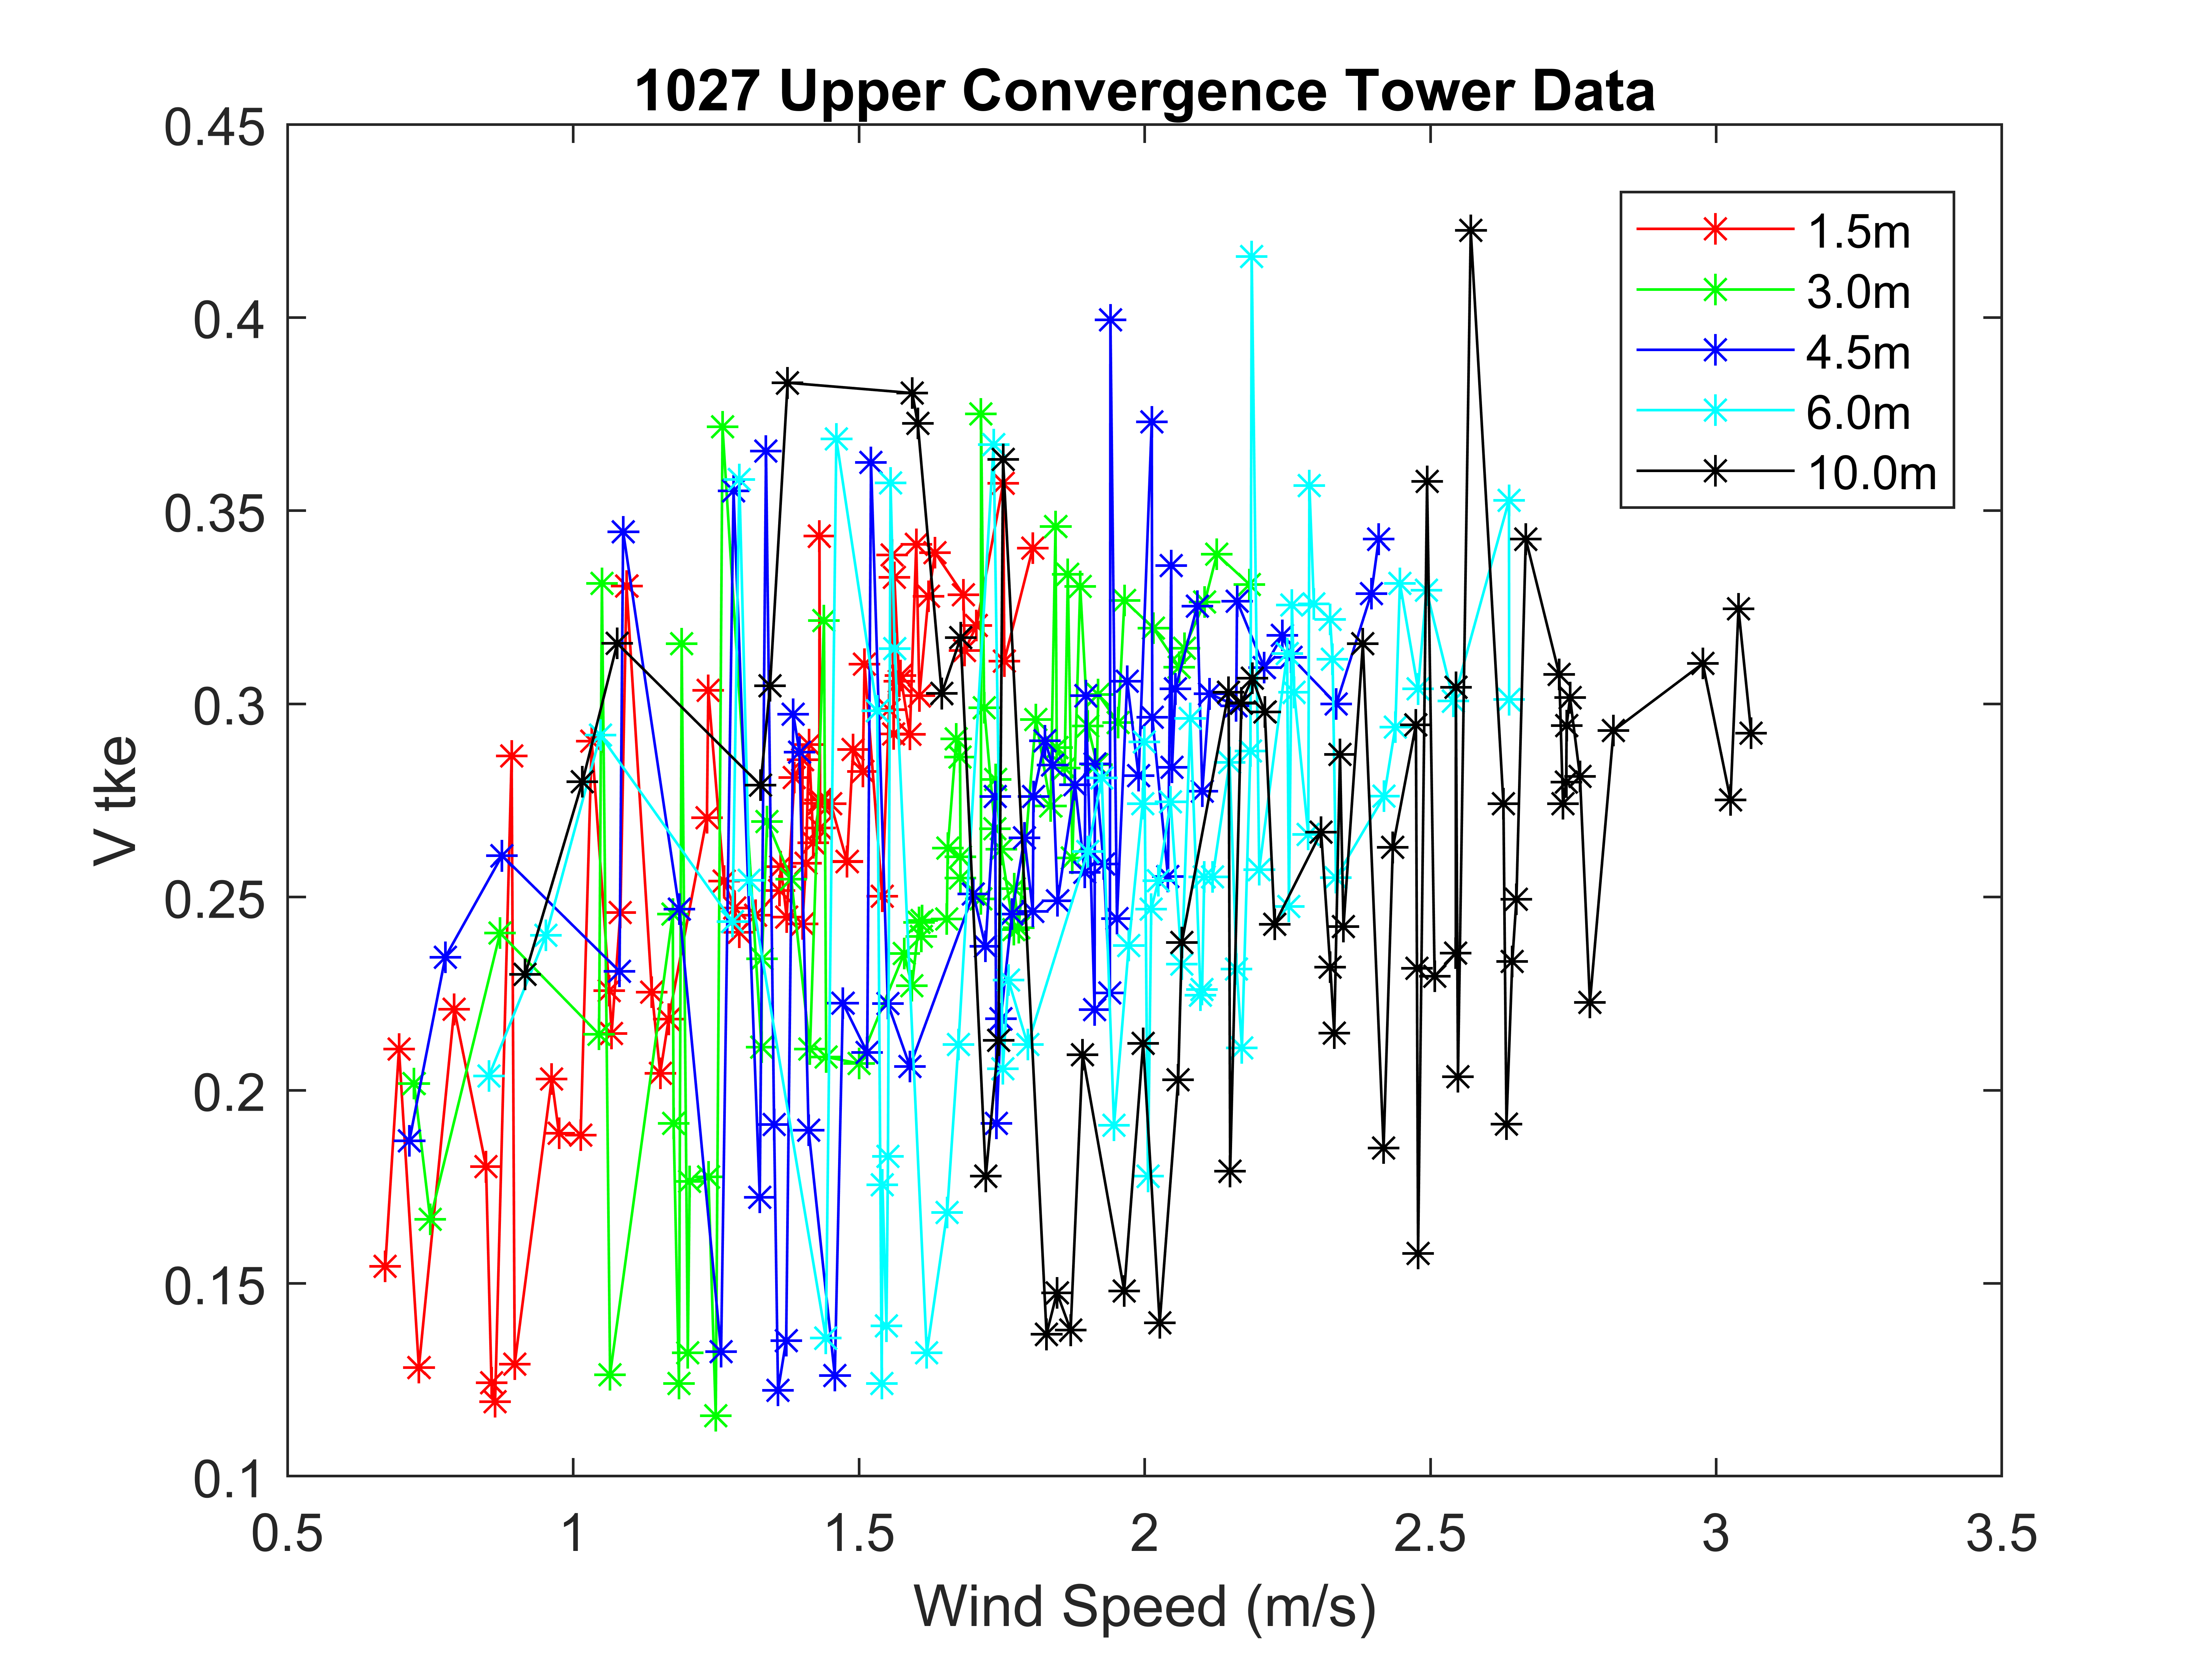 1027 Upper Convergence Tower Data
0.45
0.4
0.35
0.3
0.25
0.2
0.15
0.1
V tke
1.5m
3.0m
4.5m
6.0m
10.0m
0.5 1 1.5 2 2.5 3 3.5
Wind Speed (m/s)